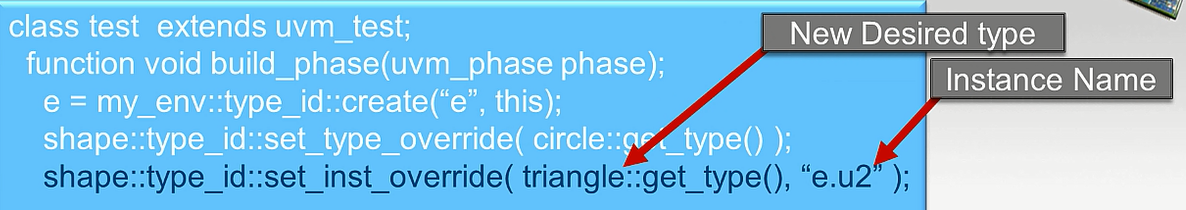 class test extends uvm_test;
New Desired type
function void build_phase(uvm_phase phase);
Instance Name
e = my_env::type_id::create(“e”, this);
shape::type_id::set_type_override( circle::get_type() );
shape::type_id::set_inst_override( triangle::get_type(), “e.u2” );